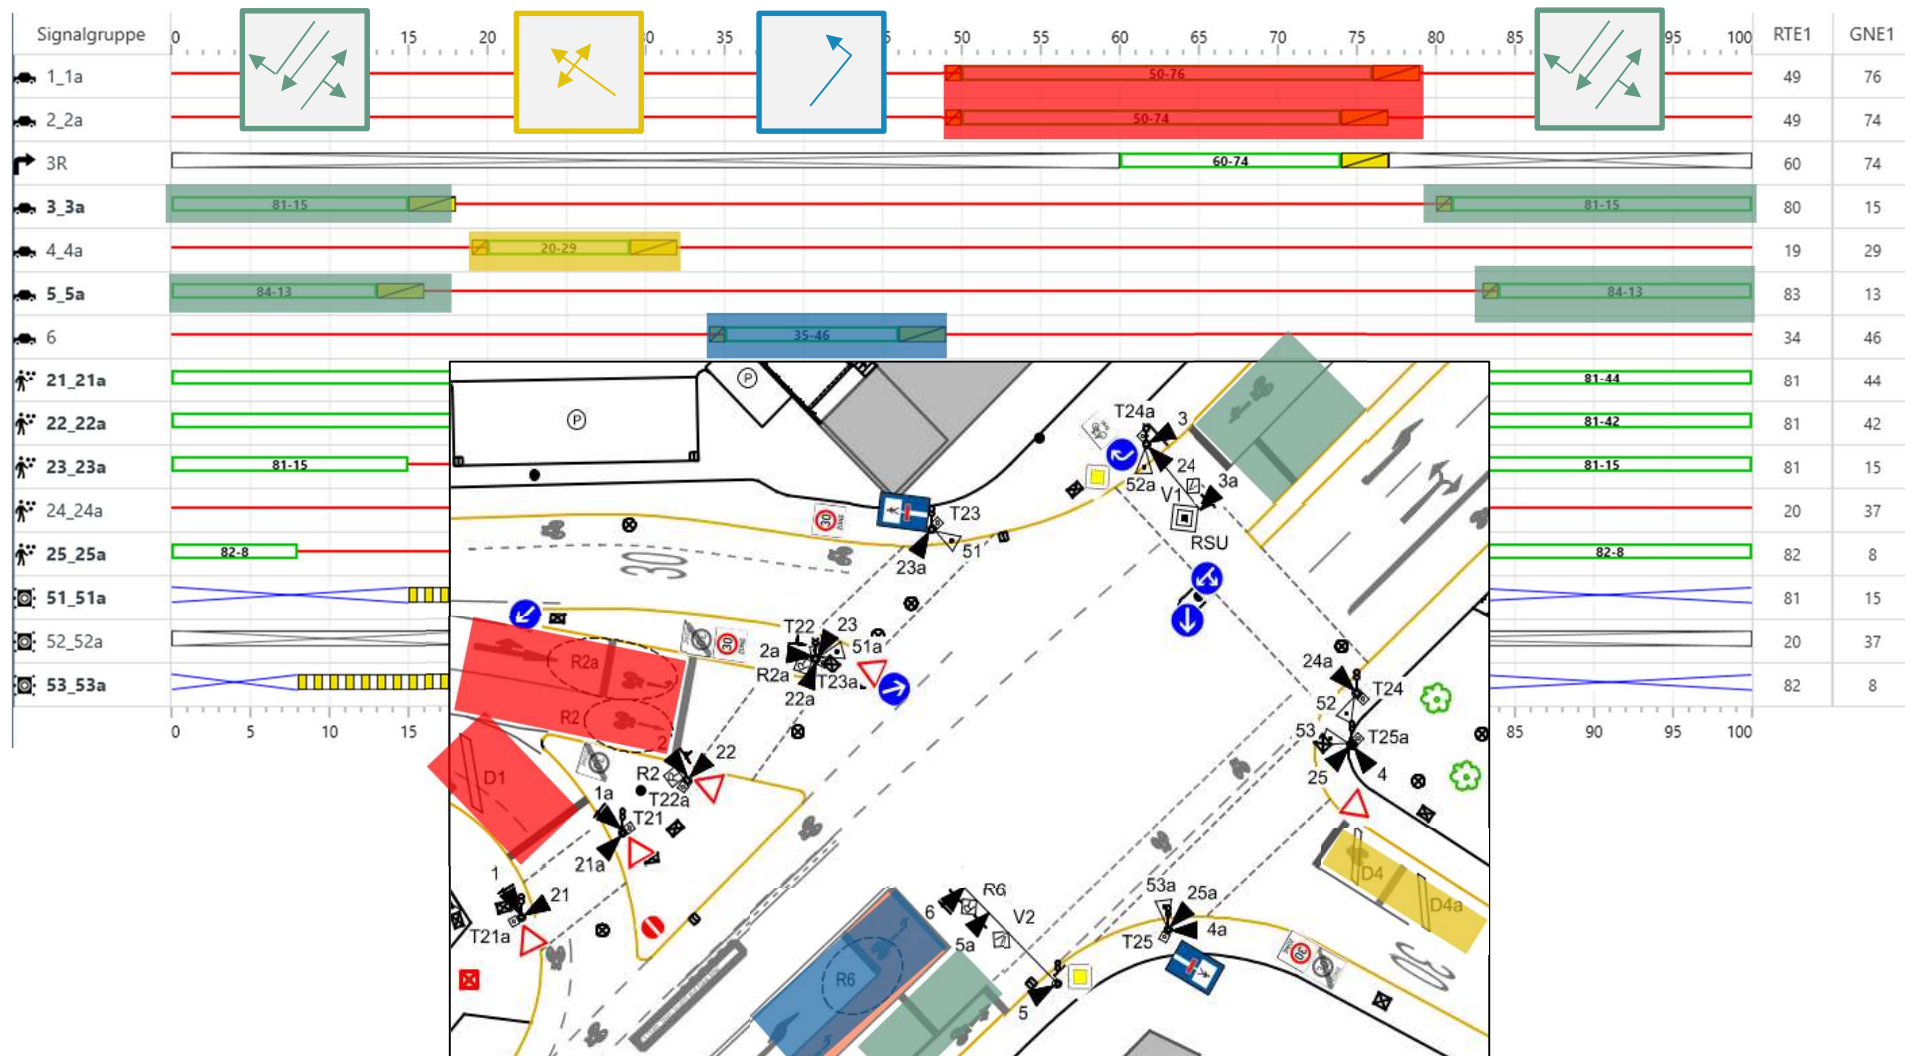 Signalgruppe 0 15 20 30 35 45 50 55 60 65 70 75 80 85 95 100 RTE1 GNE1
1_1a 50-76 49 76
2_2a 50-74 49 74
3R 60-74 60 74
3_3a 81-15 81-15 80 15
4_4a 20-29 19 29
5_5a 84-13 84-13 83 13
6 35-46 34 46
21_21a 81-44 81 44
22_22a 81-42 81 42
23_23a 81-15 81-15 81 15
24_24a 20 37
25_25a 82-8 82-8 82 8
51_51a 81 15
52_52a 20 37
53_53a 82 8
0 5 10 15 85 90 95 100
P
P
T24a 3
24
52a
3a
V1
RSU
30
T23
51
23a
30
T22 23
30
2a 51a
R2a T23a
22a
R2a
R2
2
22
R2
T22a
D1
1a
T21
21a
1
21
T21a
24a
T24
52
53
T25a
25 4
D4
D4a
6
R6
V2
5a
R6
5
53a
25a
4a
T25
30
30